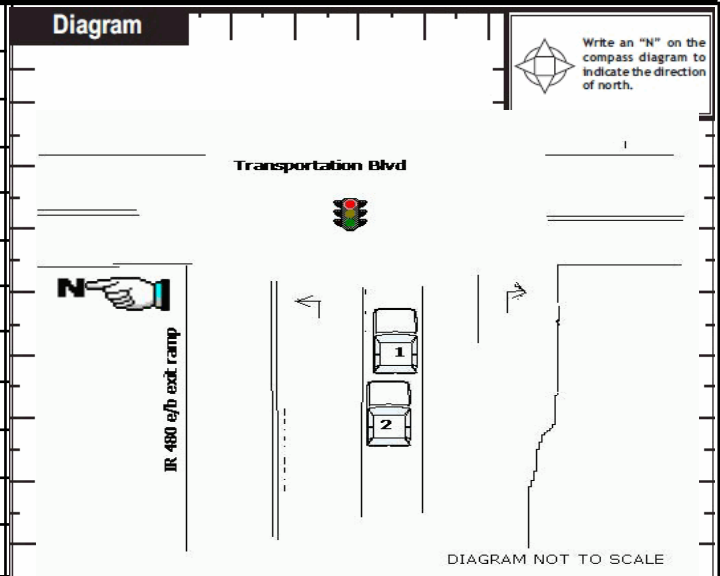 Diagram
Write an “N” on the
compass diagram to
indicate the direction
of north.
Transportation Blvd
N
IR 480 e/b exit ramp
1
2
DIAGRAM NOT TO SCALE